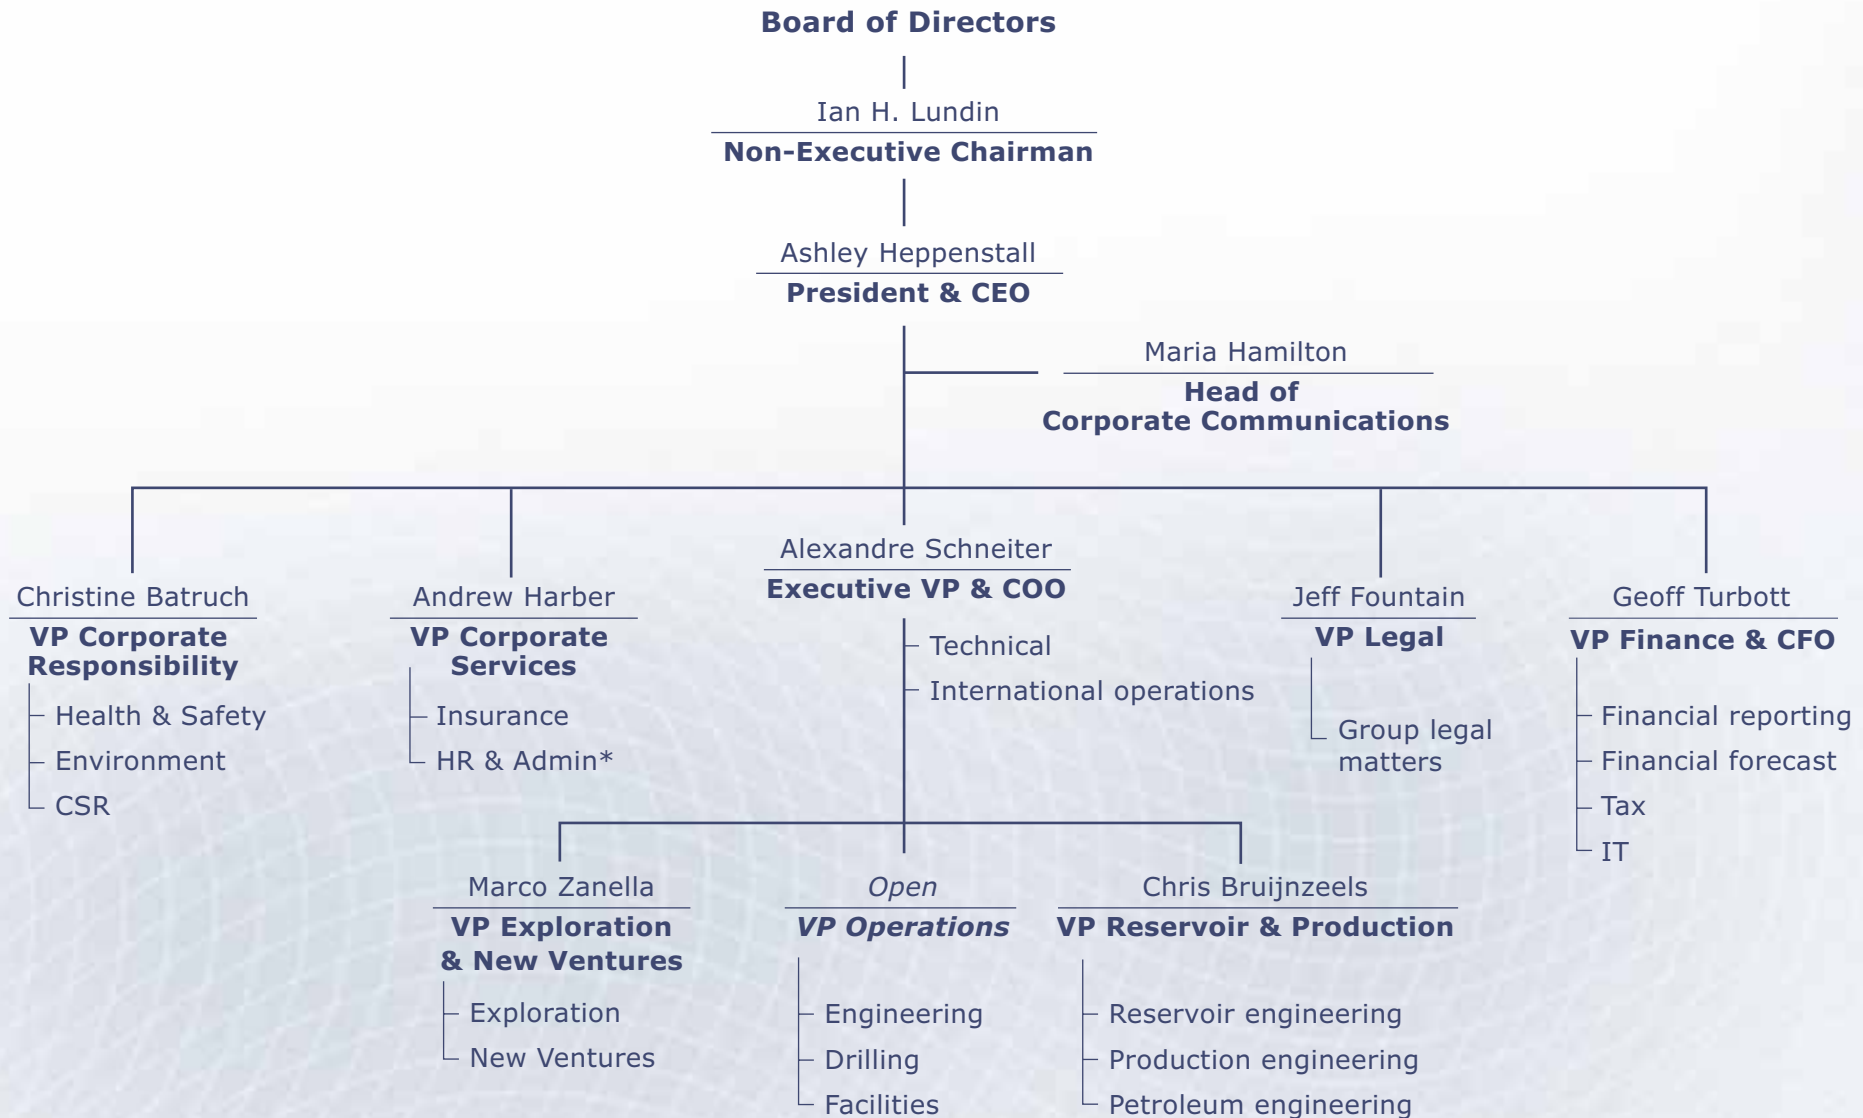 Board of Directors
Ian H. Lundin
Non-Executive Chairman
Ashley Heppenstall
President & CEO
Maria Hamilton
Head of
Corporate Communications
Christine Batruch
VP Corporate
Responsibility
Health & Safety
Environment
CSR
Andrew Harber
VP Corporate
Services
Insurance
HR & Admin*
Alexandre Schneiter
Executive VP & COO
Technical
International operations
Jeff Fountain
VP Legal
Group legal
matters
Geoff Turbott
VP Finance & CFO
Financial reporting
Financial forecast
Tax
IT
Marco Zanella
VP Exploration
& New Ventures
Exploration
New Ventures
Open
VP Operations
Engineering
Drilling
Facilities
Chris Bruijnzeels
VP Reservoir & Production
Reservoir engineering
Production engineering
Petroleum engineering